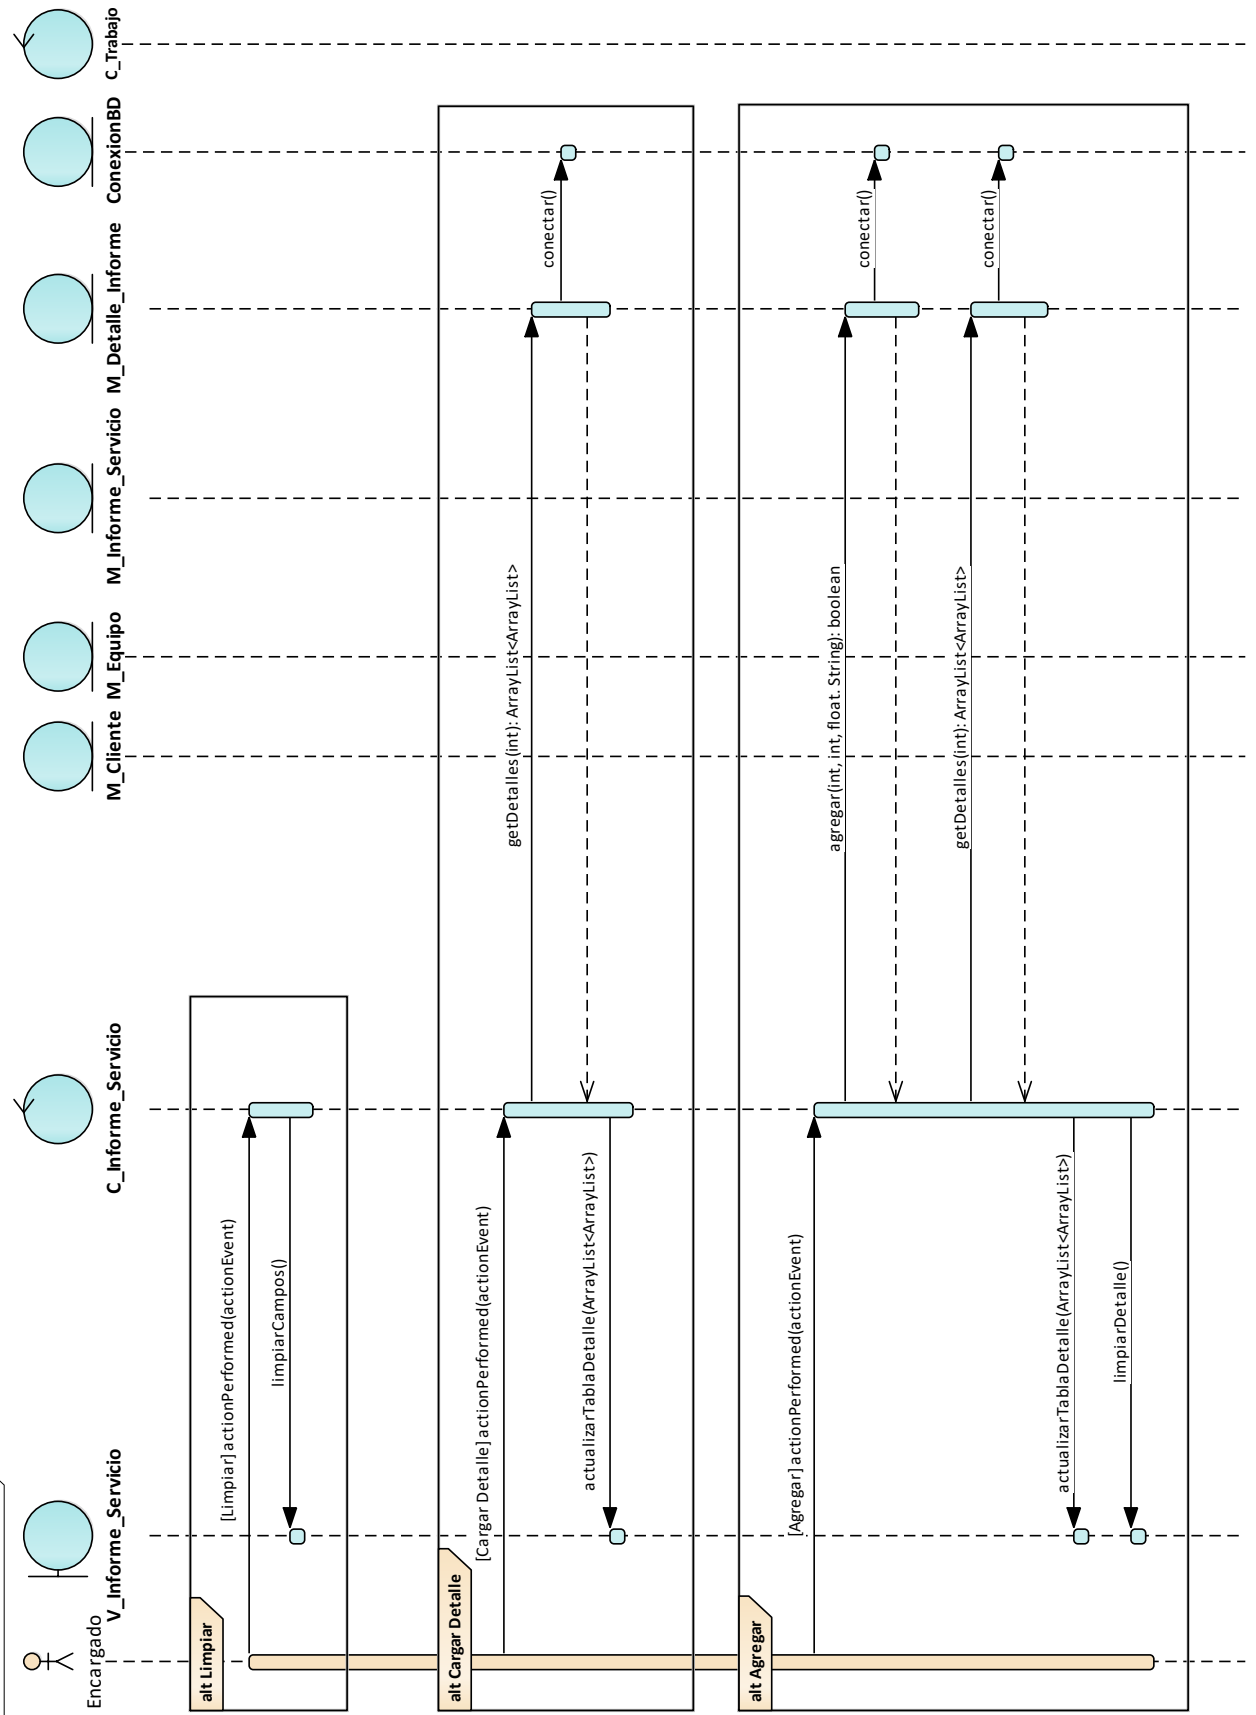 Encargado
V_Informe_Servicio
C_Informe_Servicio
M_Cliente
M_Equipo
M_Informe_Servicio
M_Detalle_Informe
ConexionBD
C_Trabajo
alt Limpiar
[Limpiar] actionPerformed(actionEvent)
limpiarCampos()
alt Cargar Detalle
[Cargar Detalle] actionPerformed(actionEvent)
getDetalles(int): ArrayList<ArrayList>
conectar()
actualizarTablaDetalle(ArrayList<ArrayList>)
alt Agregar
[Agregar] actionPerformed(actionEvent)
agregar(int, int, float. String): boolean
conectar()
getDetalles(int): ArrayList<ArrayList>
conectar()
actualizarTablaDetalle(ArrayList<ArrayList>)
limpiarDetalle()